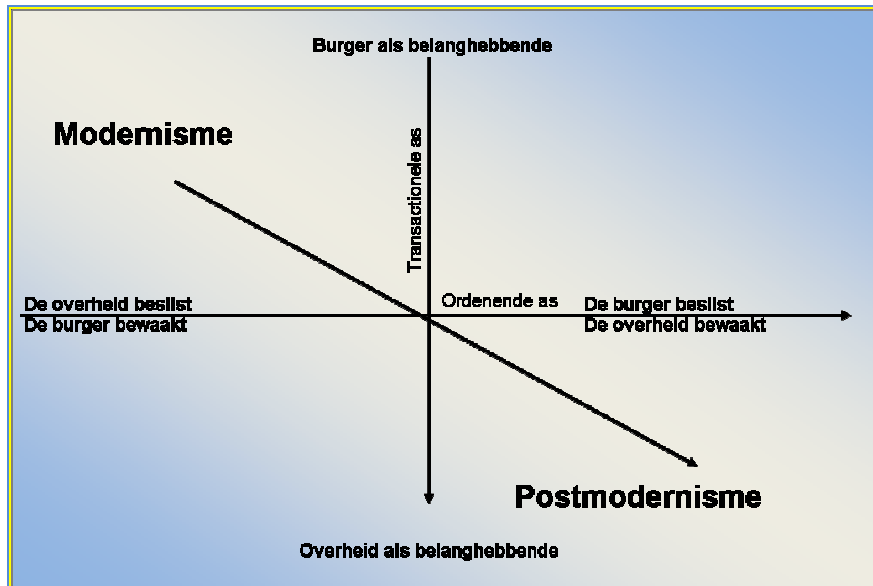 Burger als belanghebbende
Modernisme
Transactionele as
De overheid beslist
De burger bewaakt
Ordenende as
De burger beslist
De overheid bewaakt
Postmodernisme
Overheid als belanghebbende